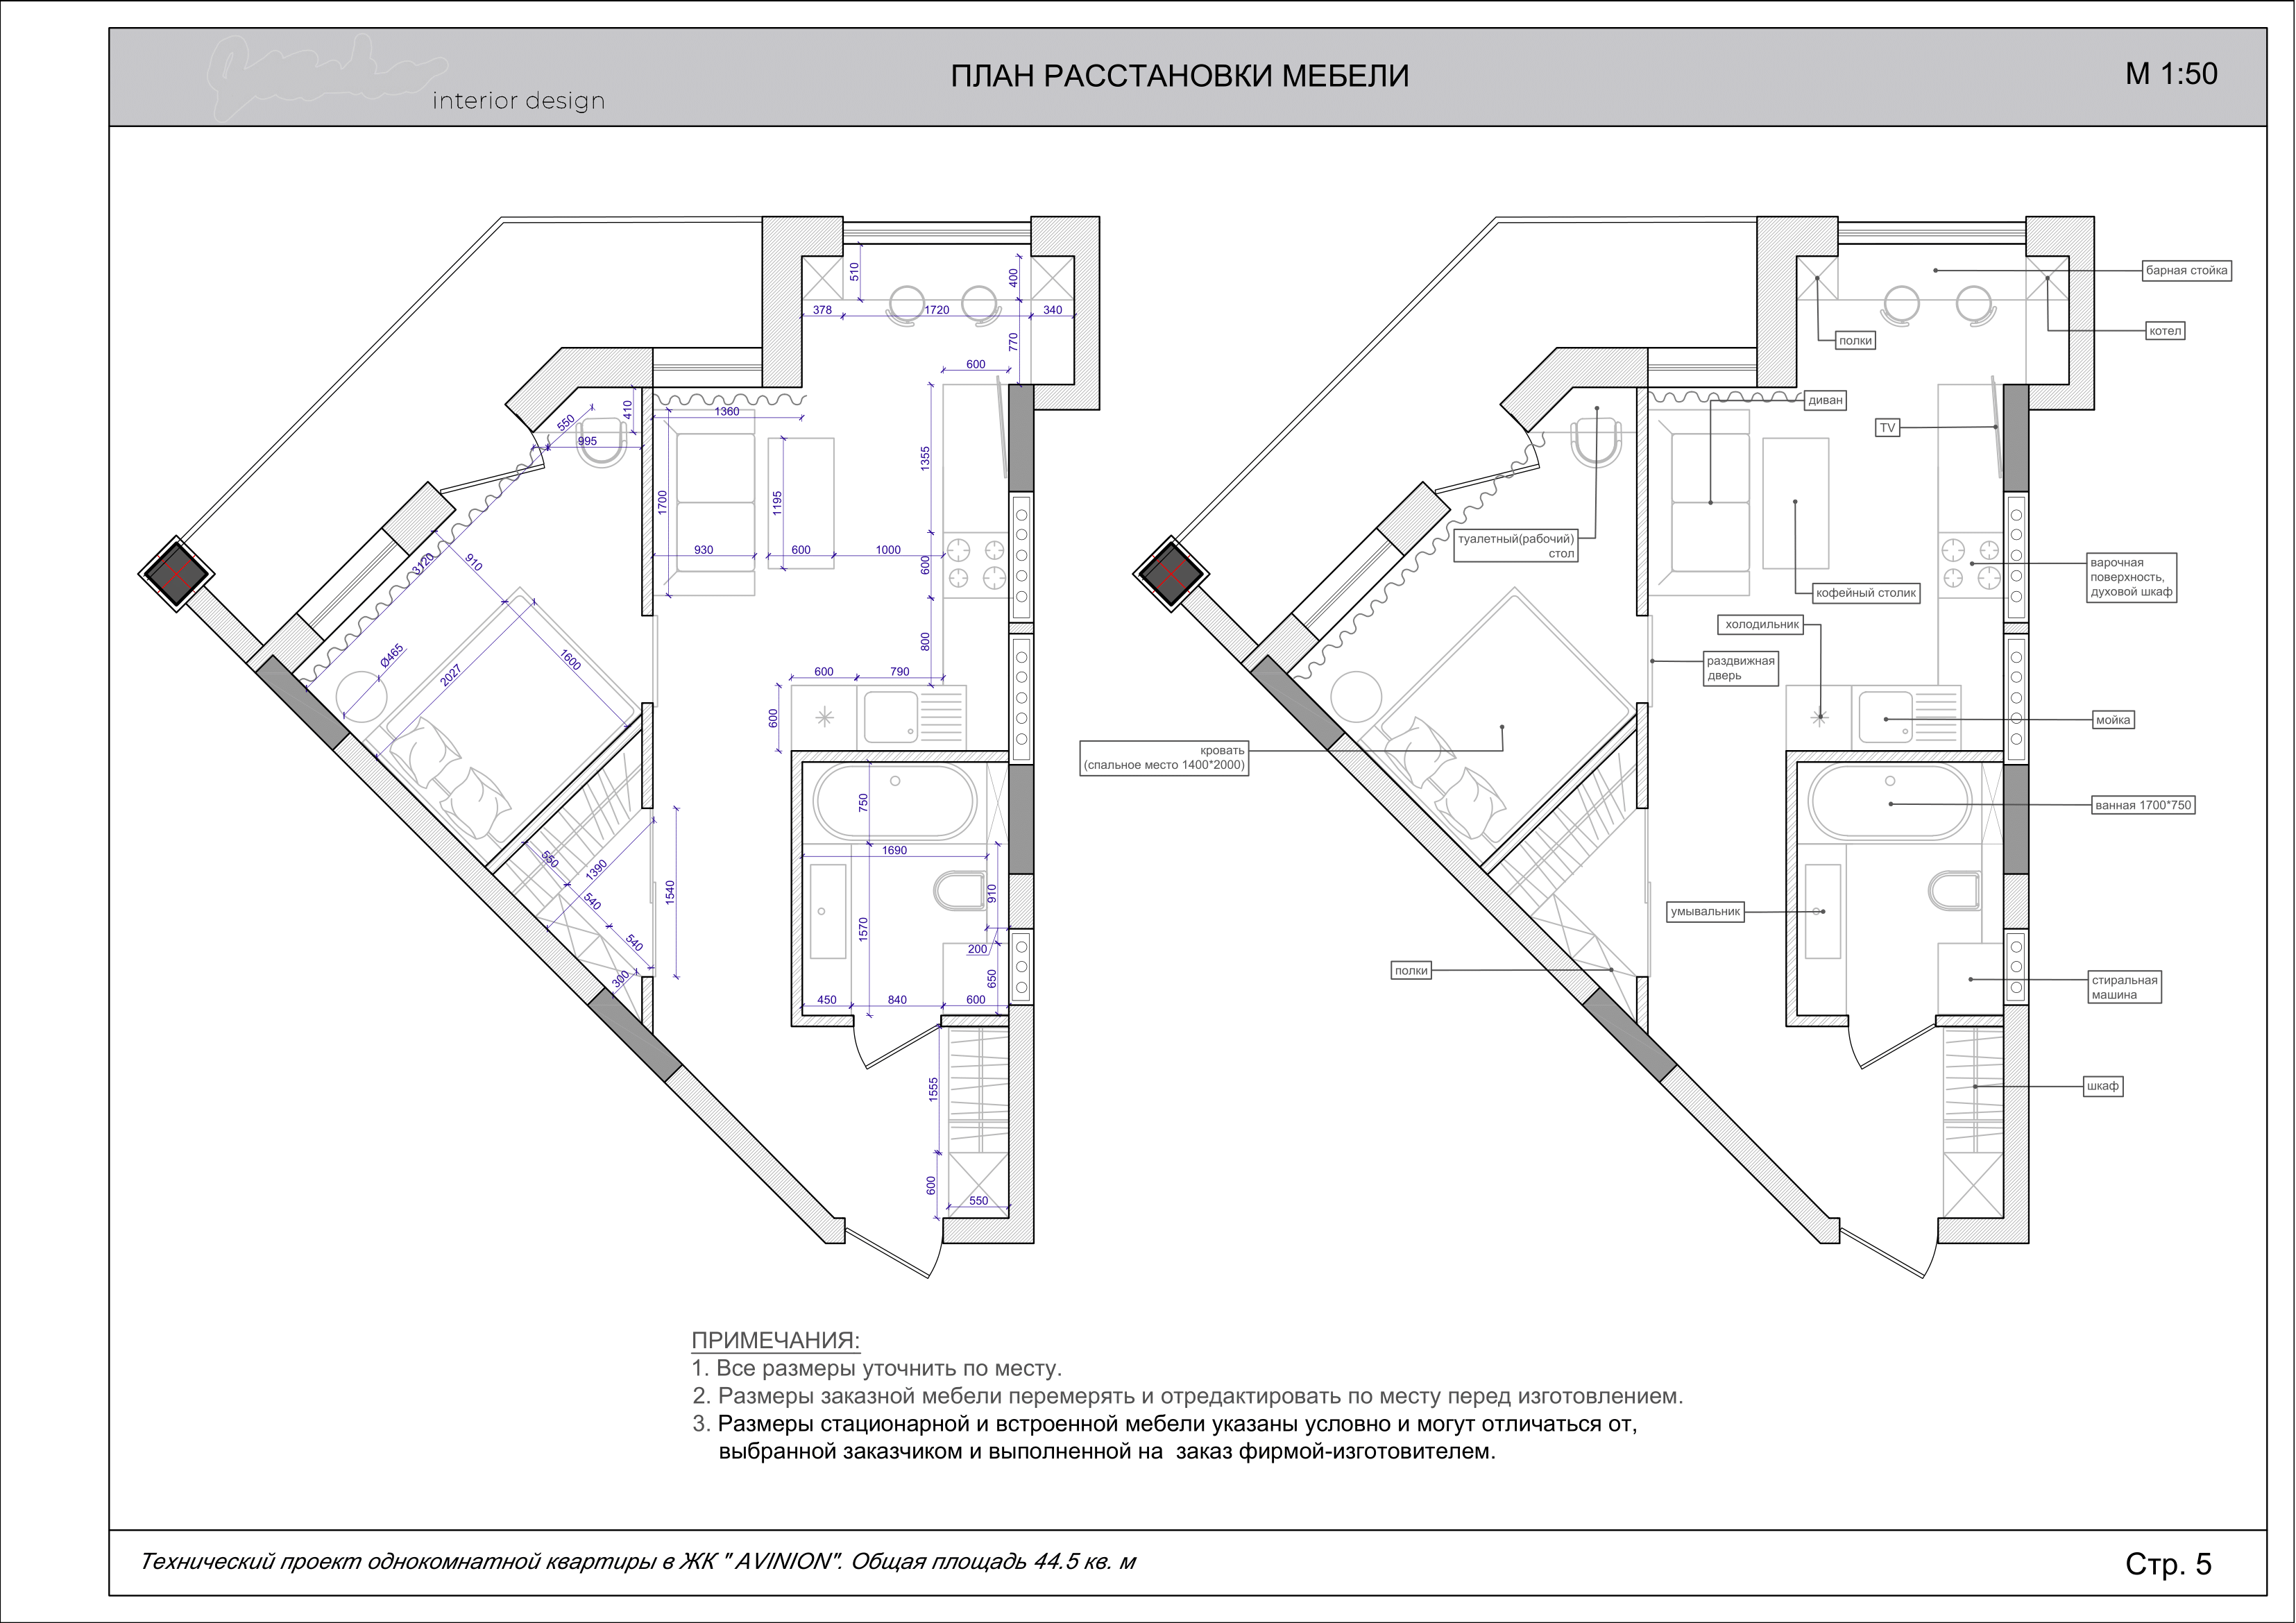 interior design
ПЛАН РАССТАНОВКИ МЕБЕЛИ
М 1:50
510
400
378
1720
340
770
600
410
550
995
1360
1355
1700
1195
930
600
1000
600
3120
910
800
Ø465
2027
1600
600
790
600
750
1690
550
1390
540
1540
910
1570
540
200
300
650
450
840
600
1555
600
550
барная стойка
котел
полки
диван
TV
туалетный(рабочий)
стол
варочная
поверхность,
духовой шкаф
кофейный столик
холодильник
раздвижная
дверь
мойка
кровать
(спальное место 1400*2000)
ванная 1700*750
умывальник
полки
стиральная
машина
шкаф
ПРИМЕЧАНИЯ:
1. Все размеры уточнить по месту.
2. Размеры заказной мебели перемерять и отредактировать по месту перед изготовлением.
3. Размеры стационарной и встроенной мебели указаны условно и могут отличаться от,
выбранной заказчиком и выполненной на  заказ фирмой-изготовителем.
Технический проект однокомнатной квартиры в ЖК " AVINION". Общая площадь 44.5 кв. м
Стр. 5